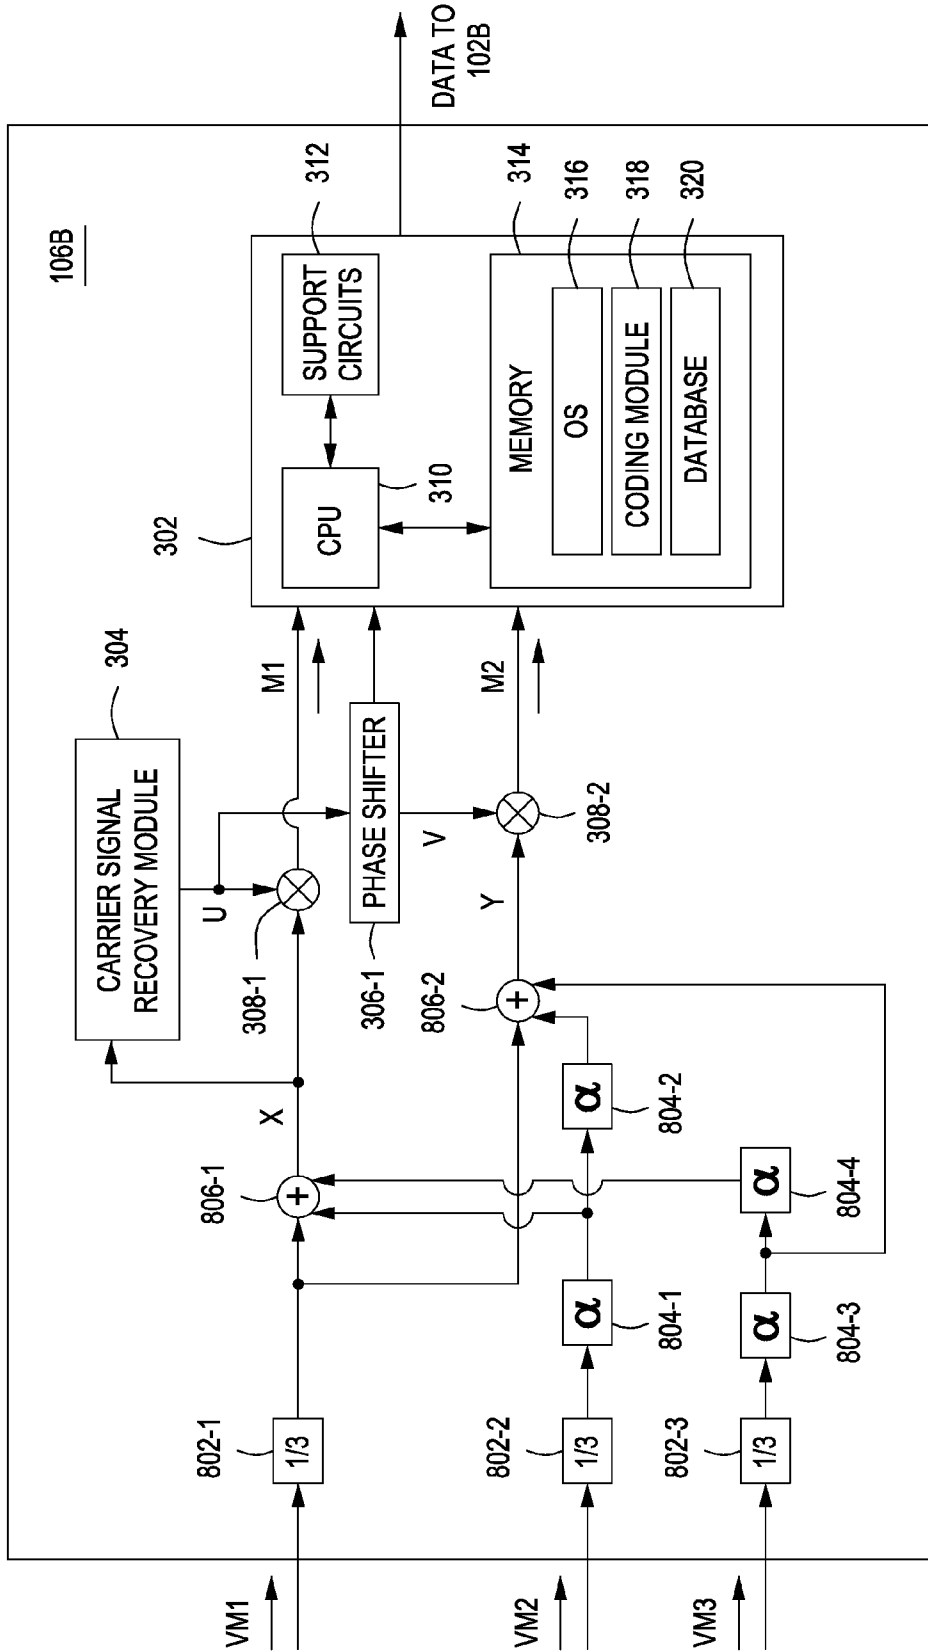 106B
CARRIER SIGNAL
RECOVERY MODULE
304
302
CPU
310
SUPPORT
CIRCUITS
312
MEMORY
314
OS
316
CODING MODULE
318
DATABASE
320
DATA TO
102B
M1
M2
U
308-1
PHASE SHIFTER
306-1
V
308-2
X
Y
806-1
+
806-2
+
α
804-2
α
804-4
α
804-1
α
804-3
802-1
1/3
802-2
1/3
802-3
1/3
VM1
VM2
VM3